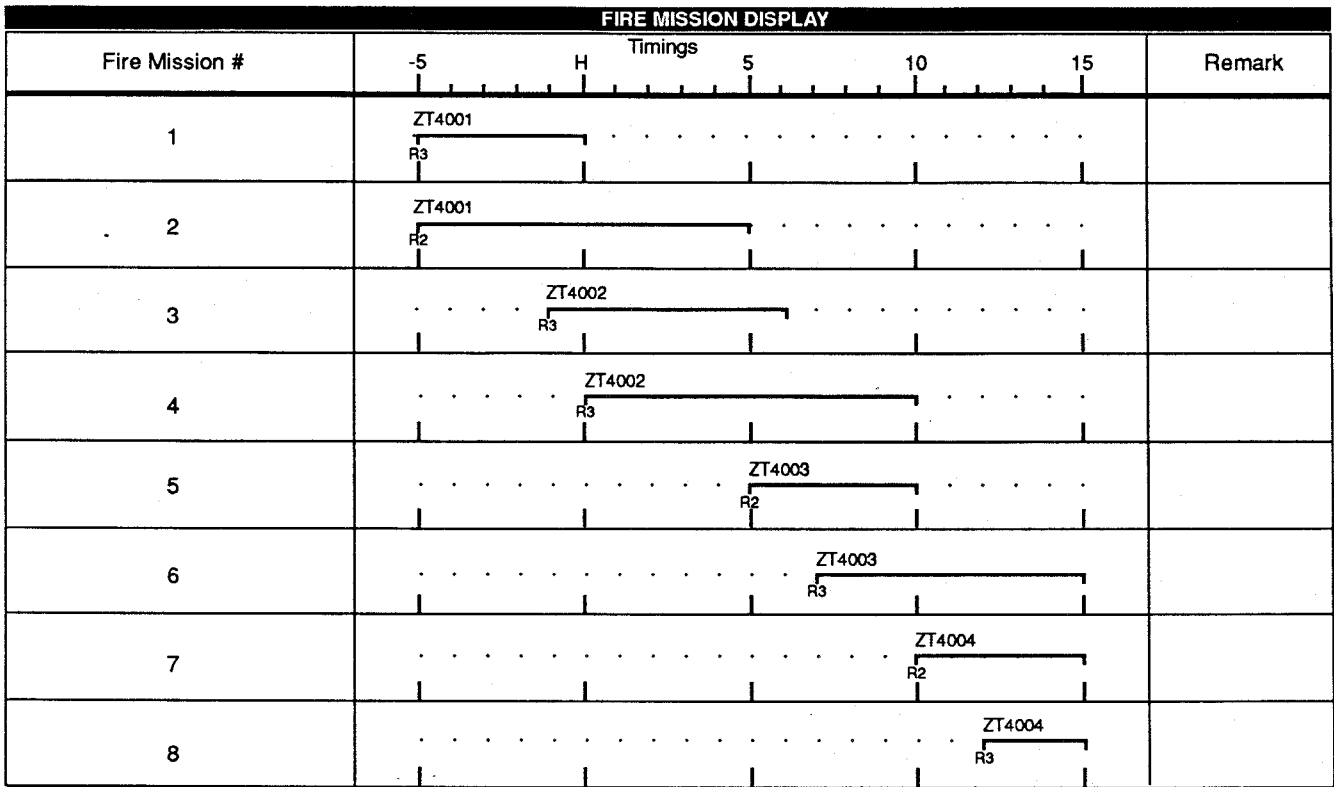 FIRE MISSION DISPLAY
Fire Mission # Timings Remark
-5 H 5 10 15
1 ZT4001
R3
2 ZT4001
R2
3 ZT4002
R3
4 ZT4002
R3
5 ZT4003
R2
6 ZT4003
R3
7 ZT4004
R2
8 ZT4004
R3